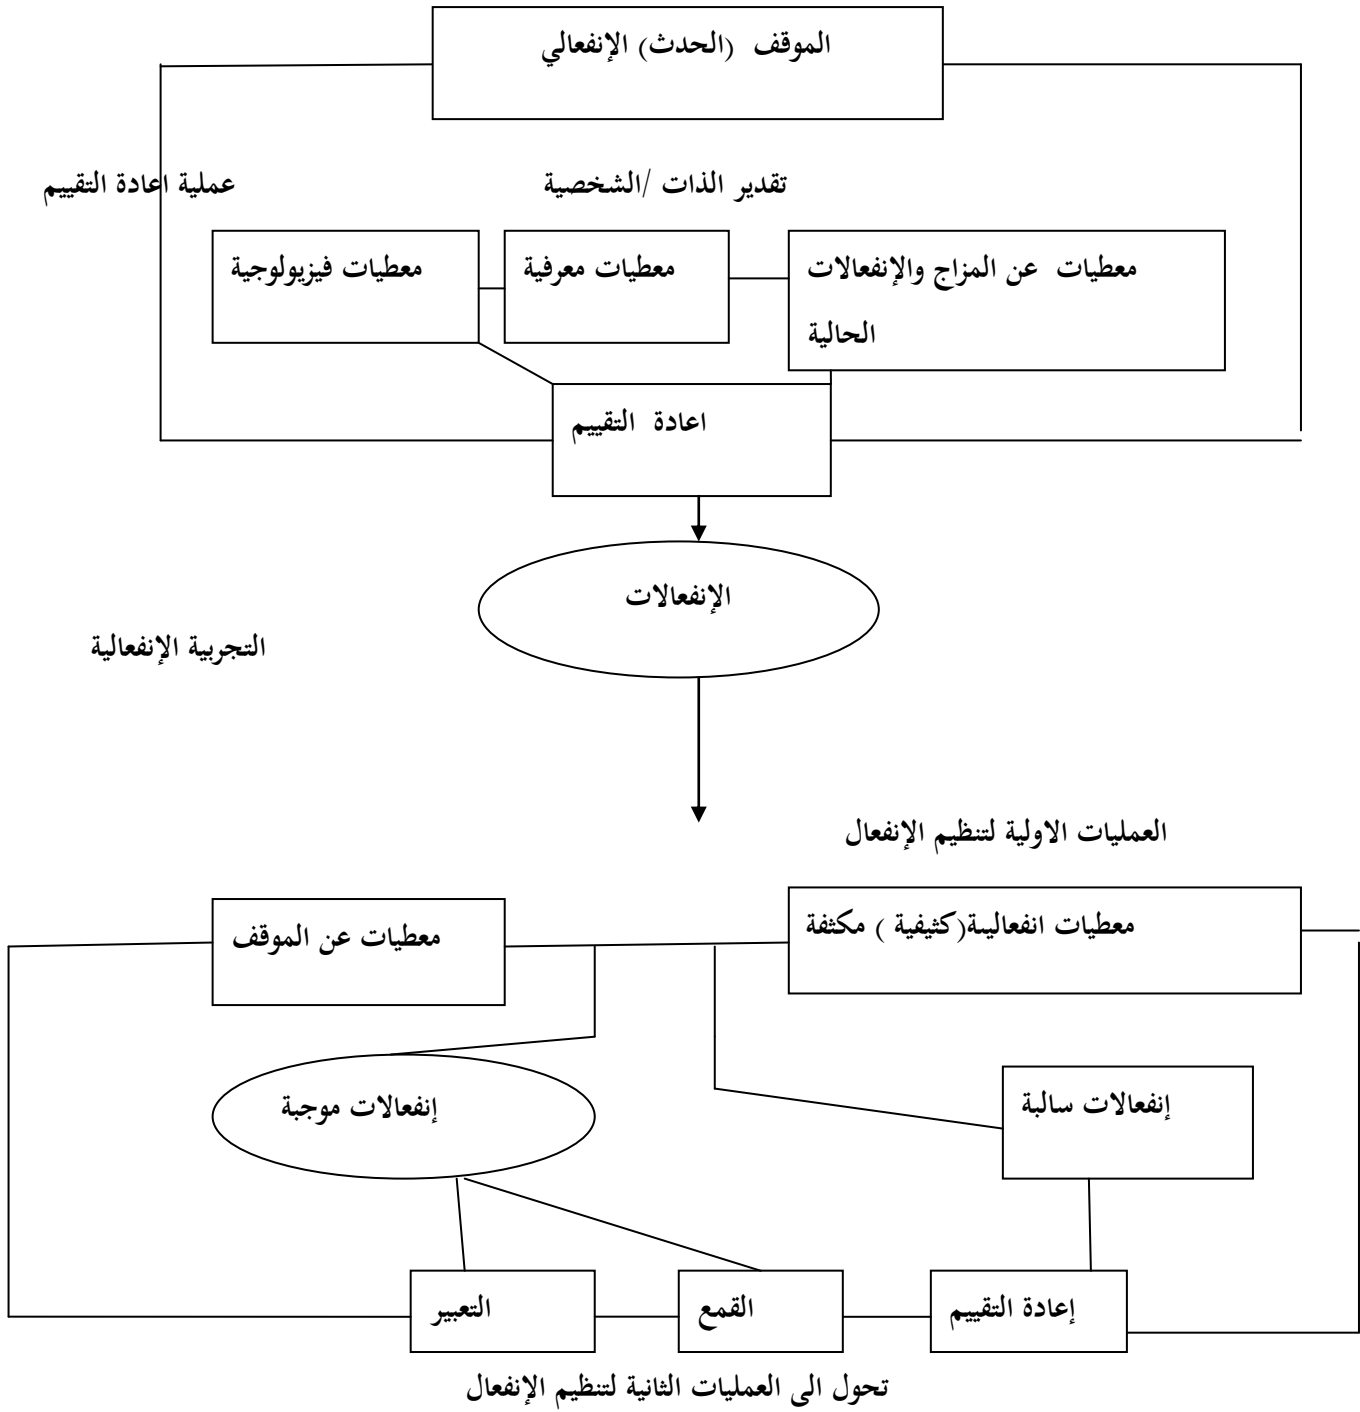 الموقف (الحدث) الإنفعالي
تقدير الذات /الشخصية
عملية اعادة التقييم
معطيات عن المزاج والإنفعالات
الحالية
معطيات معرفية
معطيات فيزيولوجية
اعادة التقييم
الإنفعالات
التجربية الإنفعالية
العمليات الاولية لتنظيم الإنفعال
معطيات انفعالية(كثيفية ) مكثفة
معطيات عن الموقف
إنفعالات سالبة
إنفعالات موجبة
إعادة التقييم
القمع
التعبير
تحول الى العمليات الثانية لتنظيم الإنفعال